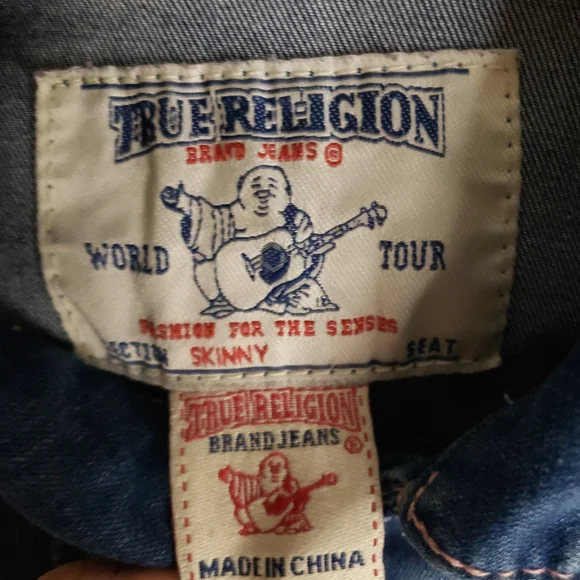 TRUE RELIGION
BRAND JEANS ®
WORLD TOUR
FASHION FOR THE SENSES
SECTION SKINNY SEAT
TRUE RELIGION
BRAND JEANS ®
MADE IN CHINA